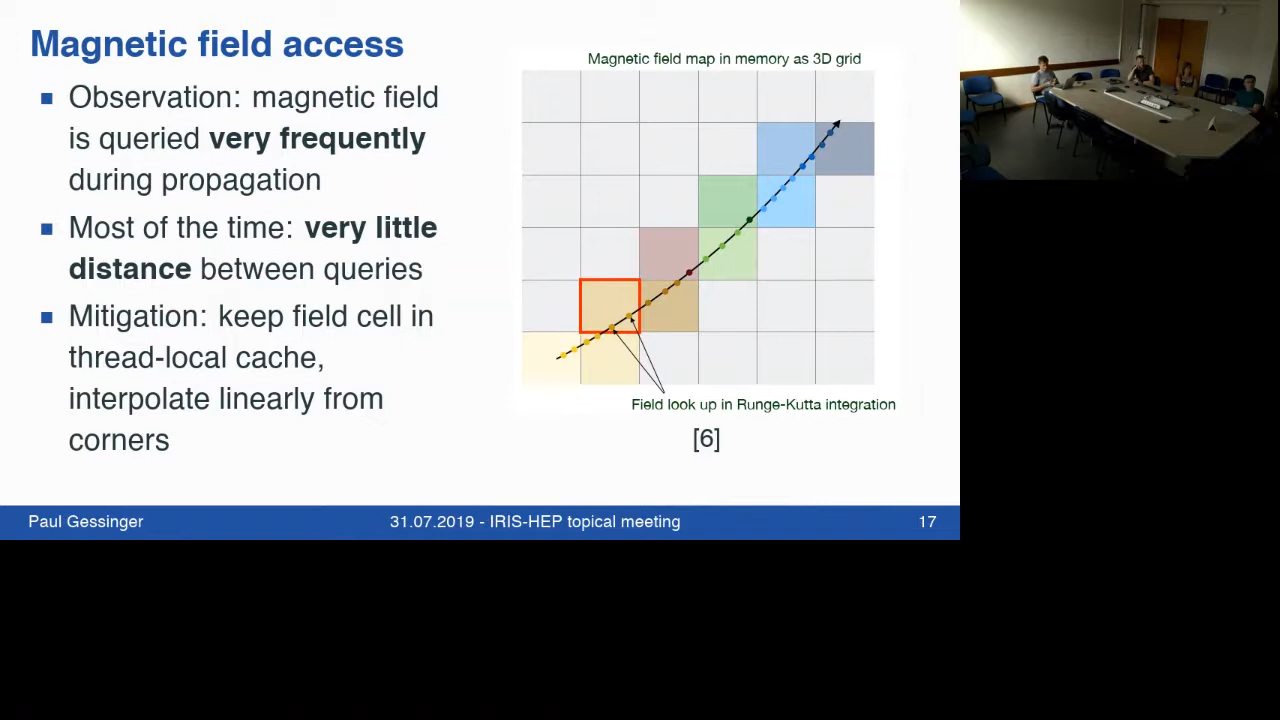 Magnetic field access
Observation: magnetic field
is queried very frequently
during propagation
Most of the time: very little
distance between queries
Mitigation: keep field cell in
thread-local cache,
interpolate linearly from
corners
Magnetic field map in memory as 3D grid
Field look up in Runge-Kutta integration
[6]
Paul Gessinger
31.07.2019 - IRIS-HEP topical meeting
17